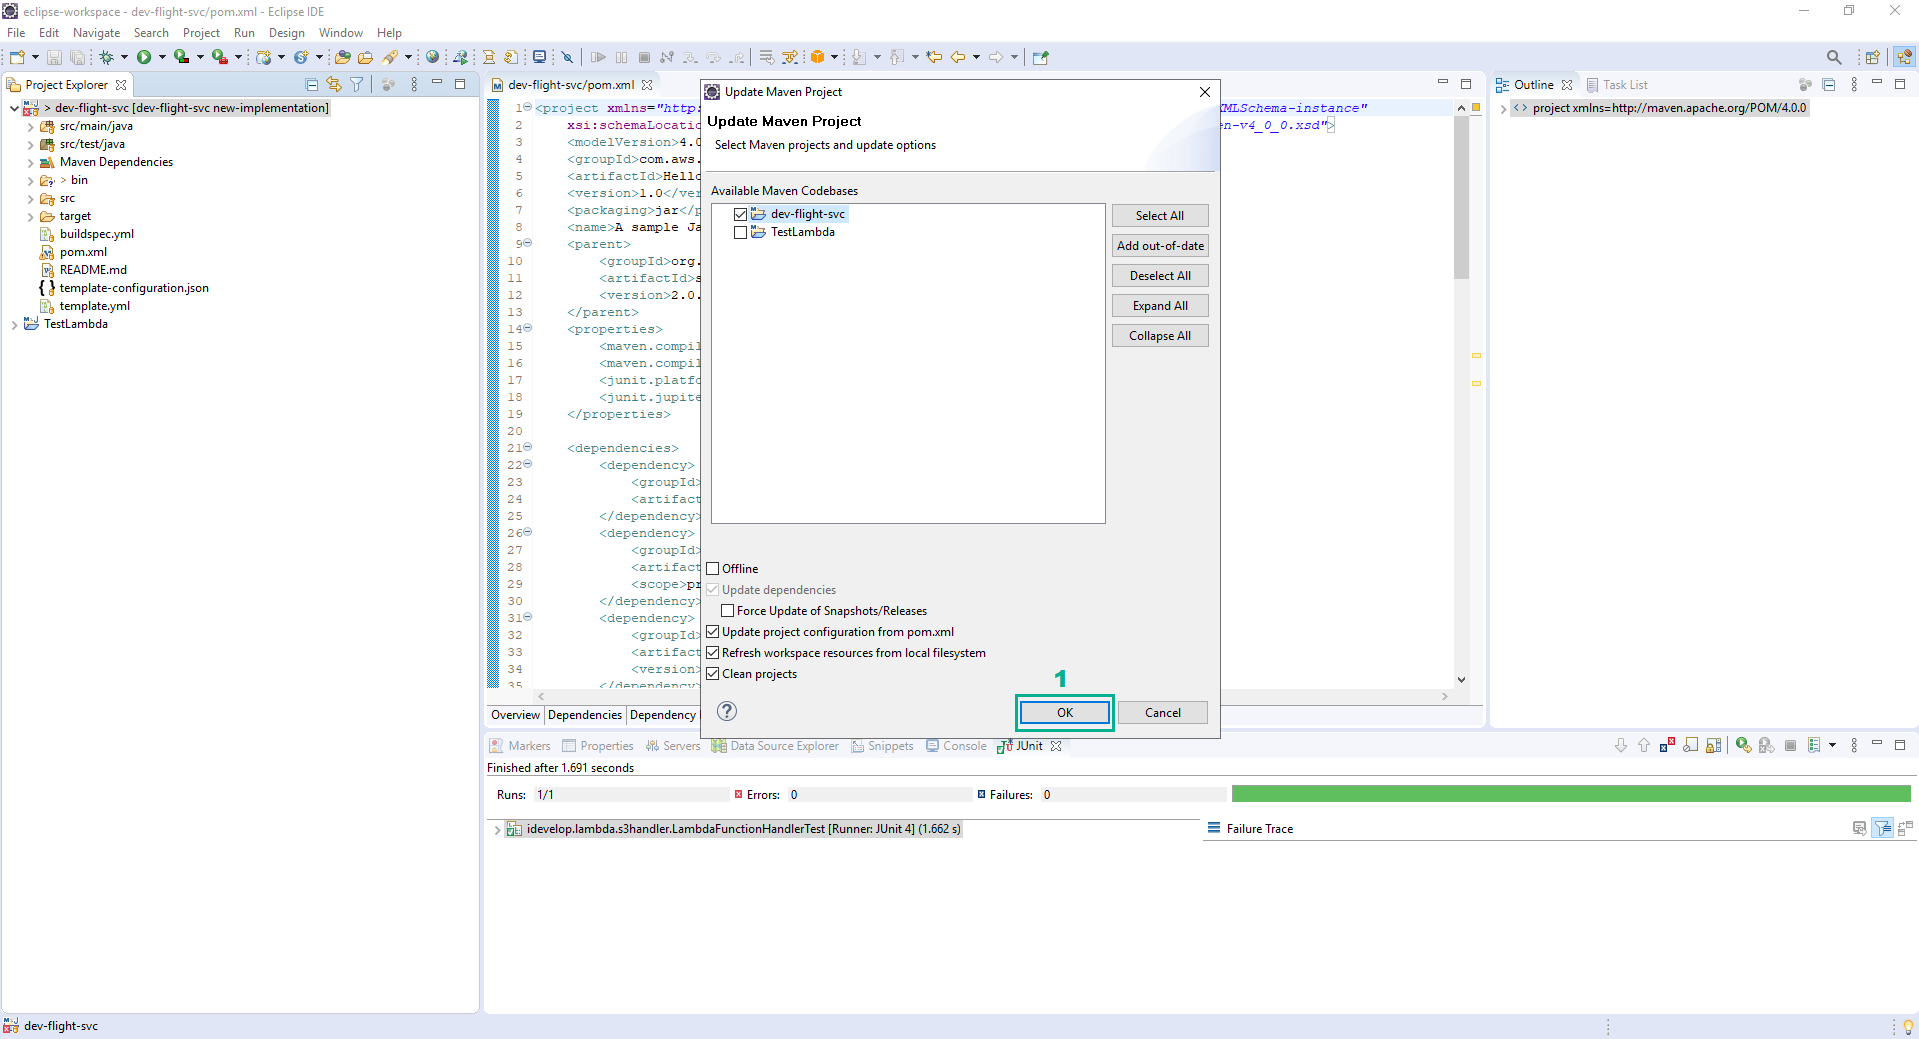 eclipse-workspace - dev-flight-svc/pom.xml - Eclipse IDE
File Edit Navigate Search Project Run Design Window Help
Project Explorer
> dev-flight-svc [dev-flight-svc new-implementation]
src/main/java
src/test/java
Maven Dependencies
> bin
src
target
buildspec.yml
pom.xml
README.md
template-configuration.json
template.yml
TestLambda
dev-flight-svc/pom.xml
1 <project xmlns="http XMLSchema-instance"
2 xsi:schemaLocatio en-v4_0_0.xsd">
3 <modelVersion>4.0
4 <groupId>com.aws.
5 <artifactId>Hello
6 <version>1.0</ver
7 <packaging>jar</p
8 <name>A sample Ja
9 <parent>
10 <groupId>org.
11 <artifactId>s
12 <version>2.0.
13 </parent>
14 <properties>
15 <maven.compil
16 <maven.compil
17 <junit.platfo
18 <junit.jupite
19 </properties>
20
21 <dependencies>
22 <dependency>
23 <groupId>
24 <artifact
25 </dependency>
26 <dependency>
27 <groupId>
28 <artifact
29 <scope>pr
30 </dependency>
31 <dependency>
32 <groupId>
33 <artifact
34 <version>
35 </dependency>
Overview Dependencies Dependency
Update Maven Project
Update Maven Project
Select Maven projects and update options
Available Maven Codebases
dev-flight-svc
TestLambda
Select All
Add out-of-date
Deselect All
Expand All
Collapse All
Offline
Update dependencies
Force Update of Snapshots/Releases
Update project configuration from pom.xml
Refresh workspace resources from local filesystem
Clean projects
1
OK Cancel
Outline Task List
project xmlns=http://maven.apache.org/POM/4.0.0
Markers Properties Servers Data Source Explorer Snippets Console JUnit
Finished after 1.691 seconds
Runs: 1/1 Errors: 0 Failures: 0
idevelop.lambda.s3handler.LambdaFunctionHandlerTest [Runner: JUnit 4] (1.662 s)
Failure Trace
dev-flight-svc